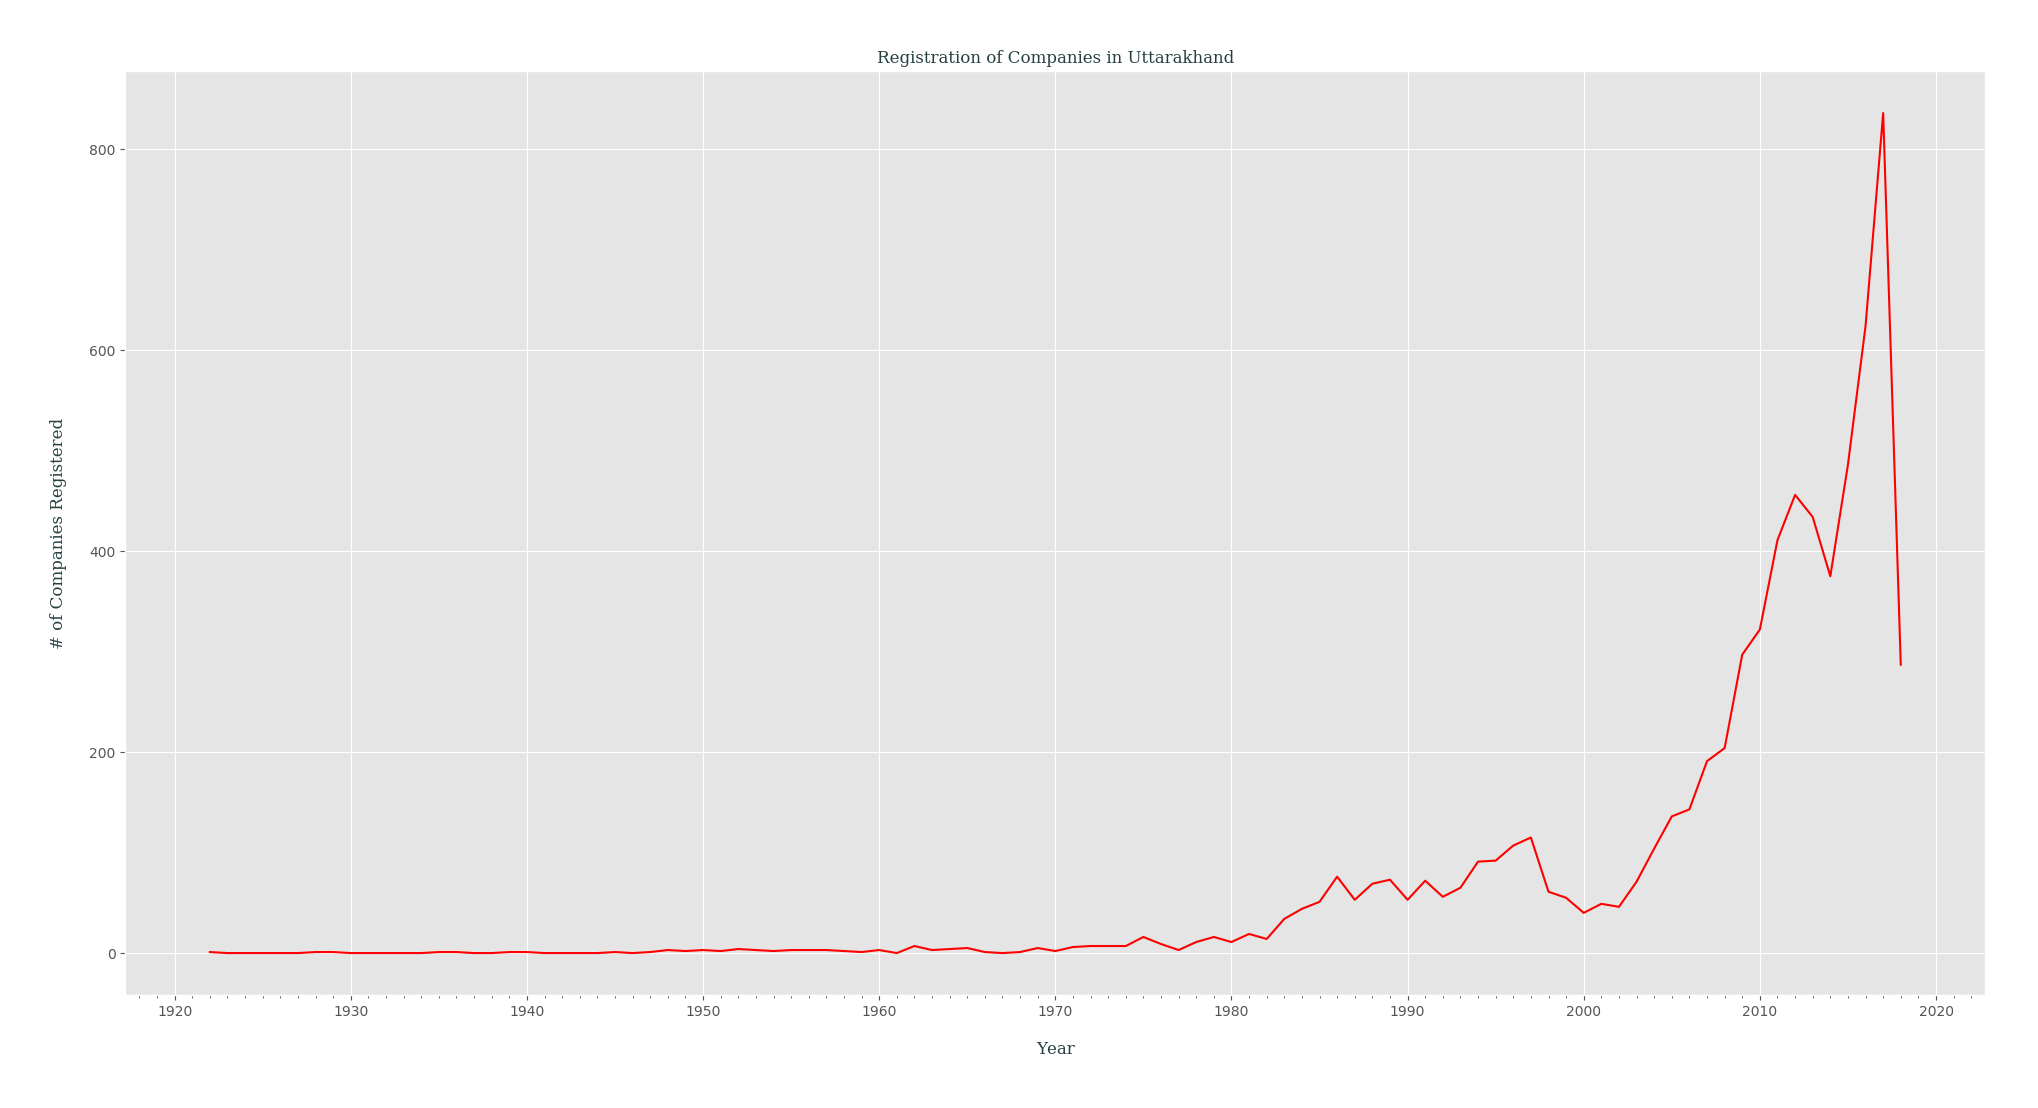 Registration of Companies in Uttarakhand
# of Companies Registered
800
600
400
200
0
1920 1930 1940 1950 1960 1970 1980 1990 2000 2010 2020
Year